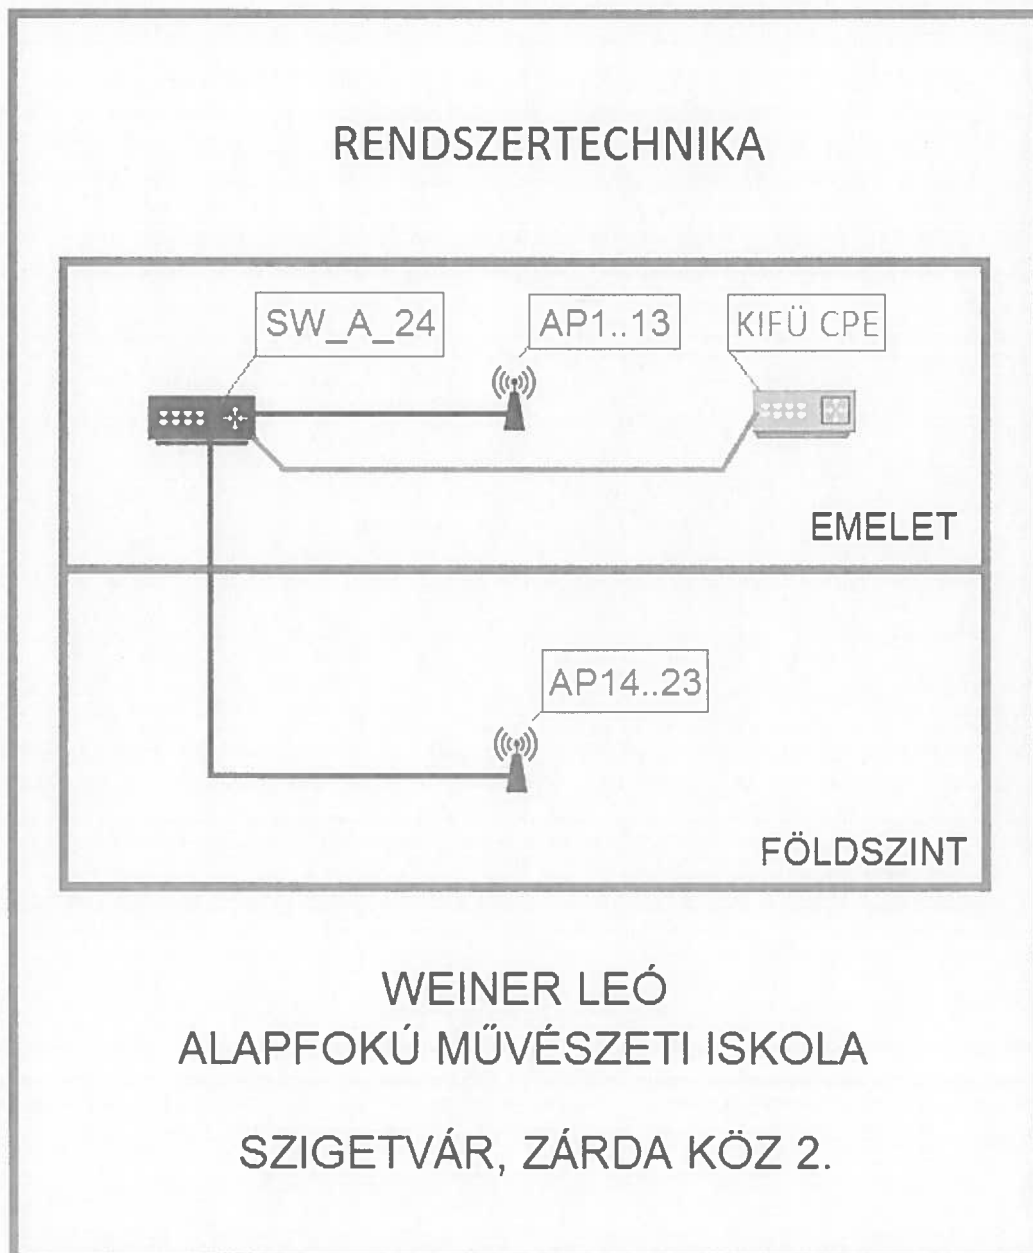 RENDSZERTECHNIKA
SW_A_24
AP1..13
KIFÜ CPE
EMELET
AP14..23
FÖLDSZINT
WEINER LEÓ
ALAPFOKÚ MŰVÉSZETI ISKOLA
SZIGETVÁR, ZÁRDA KÖZ 2.